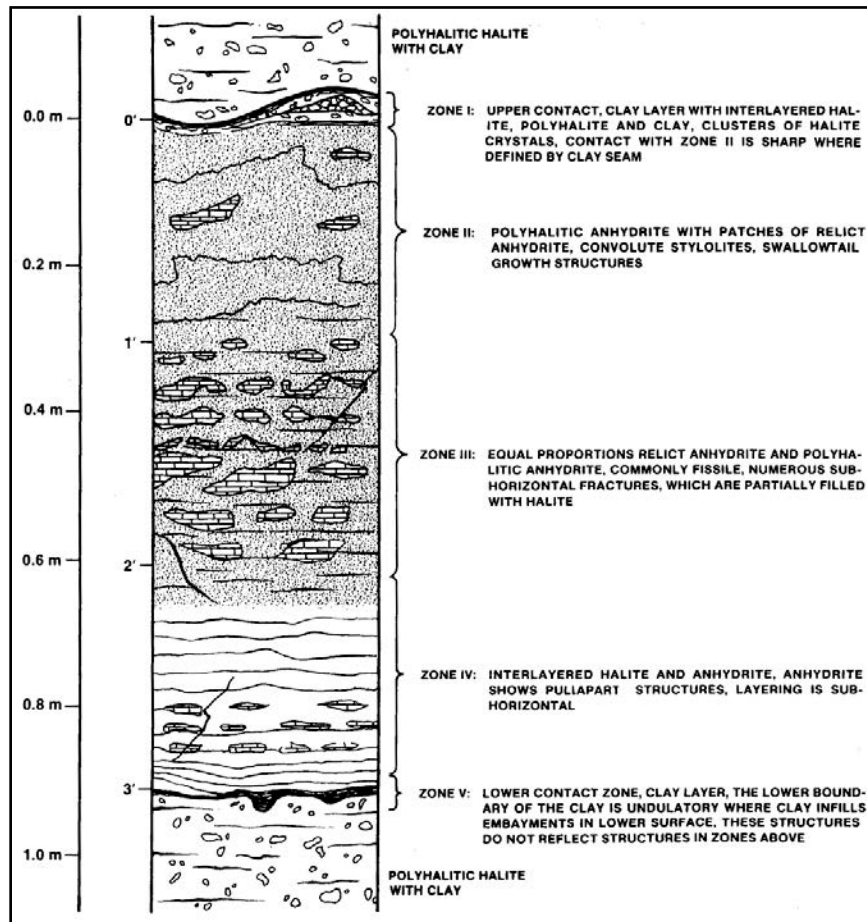 POLYHALITIC HALITE
WITH CLAY
0.0 m
0'
ZONE I: UPPER CONTACT, CLAY LAYER WITH INTERLAYERED HAL-
ITE, POLYHALITE AND CLAY, CLUSTERS OF HALITE
CRYSTALS, CONTACT WITH ZONE II IS SHARP WHERE
DEFINED BY CLAY SEAM
ZONE II: POLYHALITIC ANHYDRITE WITH PATCHES OF RELICT
ANHYDRITE, CONVOLUTE STYLOLITES, SWALLOWTAIL
GROWTH STRUCTURES
0.2 m
1'
0.4 m
ZONE III: EQUAL PROPORTIONS RELICT ANHYDRITE AND POLYHA-
LITIC ANHYDRITE, COMMONLY FISSILE, NUMEROUS SUB-
HORIZONTAL FRACTURES, WHICH ARE PARTIALLY FILLED
WITH HALITE
0.6 m
2'
ZONE IV: INTERLAYERED HALITE AND ANHYDRITE, ANHYDRITE
SHOWS PULLAPART STRUCTURES, LAYERING IS SUB-
HORIZONTAL
0.8 m
3'
ZONE V: LOWER CONTACT ZONE, CLAY LAYER, THE LOWER BOUND-
ARY OF THE CLAY IS UNDULATORY WHERE CLAY INFILLS
EMBAYMENTS IN LOWER SURFACE, THESE STRUCTURES
DO NOT REFLECT STRUCTURES IN ZONES ABOVE
1.0 m
POLYHALITIC HALITE
WITH CLAY